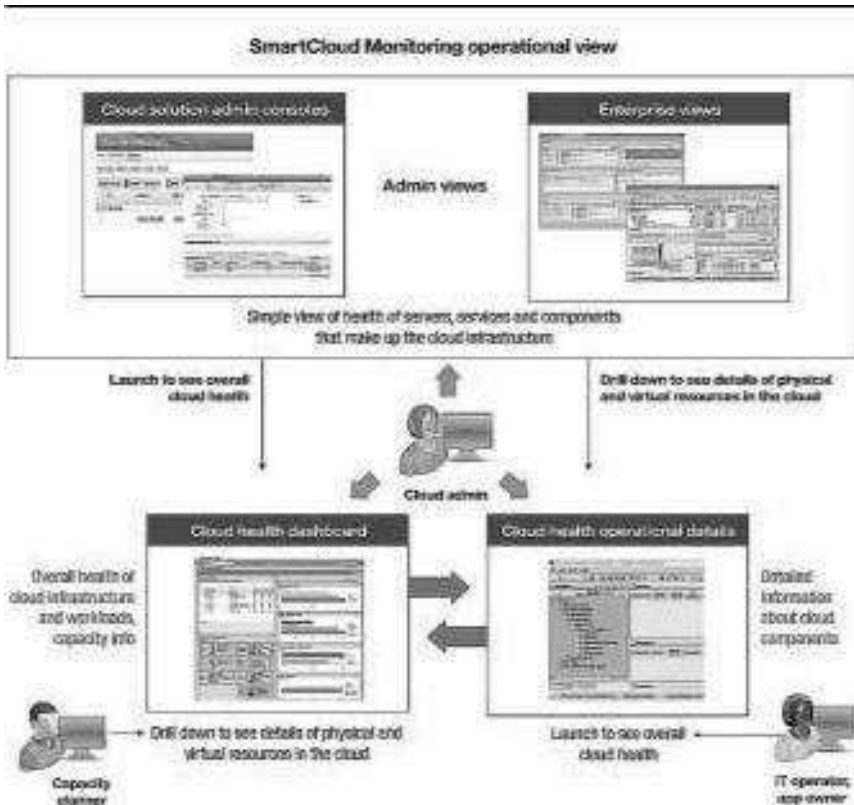 SmartCloud Monitoring operational view
Cloud solution admin consoles
Enterprise views
Admin views
Simple view of health of servers, services and components
that make up the cloud infrastructure
Launch to see overall
cloud health
Drill down to see details of physical
and virtual resources in the cloud
Cloud admin
Cloud health dashboard
Cloud health operational details
Overall health of
cloud infrastructure
and workloads,
capacity info
Detailed
information
about cloud
components
Drill down to see details of physical and
virtual resources in the cloud
Launch to see overall
cloud health
Capacity
planner
IT operator,
app owner